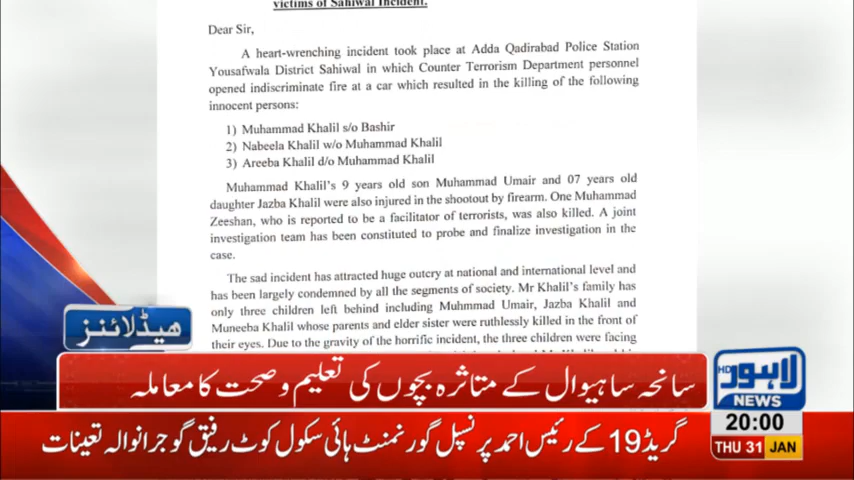 victims of Sahiwal Incident.
Dear Sir,
A heart-wrenching incident took place at Adda Qadirabad Police Station
Yousafwala District Sahiwal in which Counter Terrorism Department personnel
opened indiscriminate fire at a car which resulted in the killing of the following
innocent persons:
1) Muhammad Khalil s/o Bashir
2) Nabeela Khalil w/o Muhammad Khalil
3) Areeba Khalil d/o Muhammad Khalil
Muhammad Khalil's 9 years old son Muhammad Umair and 07 years old
daughter Jazba Khalil were also injured in the shootout by firearm. One Muhammad
Zeeshan, who is reported to be a facilitator of terrorists, was also killed. A joint
investigation team has been constituted to probe and finalize investigation in the
case.
The sad incident has attracted huge outcry at national and international level and
has been largely condemned by all the segments of society. Mr Khalil's family has
only three children left behind including Muhmmad Umair, Jazba Khalil and
Muneeba Khalil whose parents and elder sister were ruthlessly killed in the front of
their eyes. Due to the gravity of the horrific incident, the three children were facing
ہیڈلائنز
سانحہ ساہیوال کے متاثرہ بچوں کی تعلیم و صحت کا معاملہ
لاہور
HD
NEWS
20:00
THU 31 JAN
گریڈ 19 کے رئیس احمد پرنسپل گورنمنٹ ہائی سکول کوٹ رفیق گوجرانوالہ تعینات